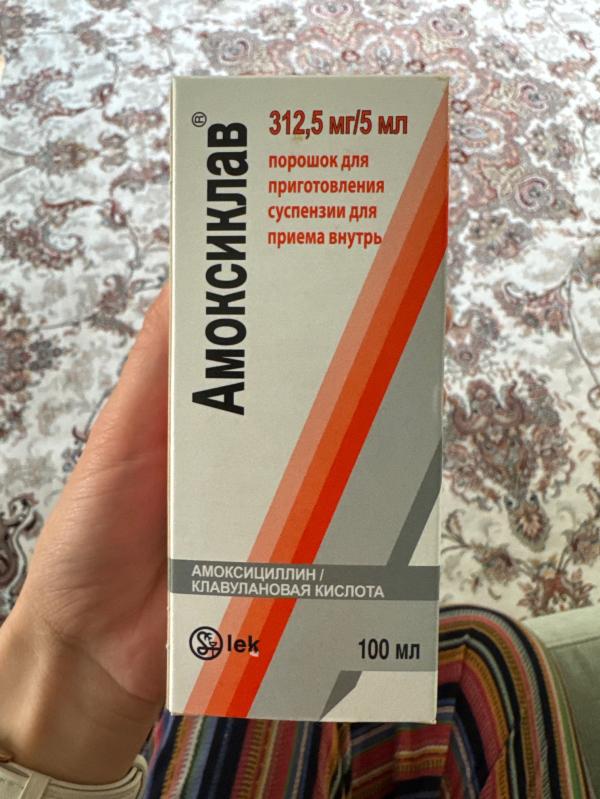 Амоксиклав®
312,5 мг/5 мл
порошок для
приготовления
суспензии для
приема внутрь
АМОКСИЦИЛЛИН/
КЛАВУЛАНОВАЯ КИСЛОТА
lek
100 мл